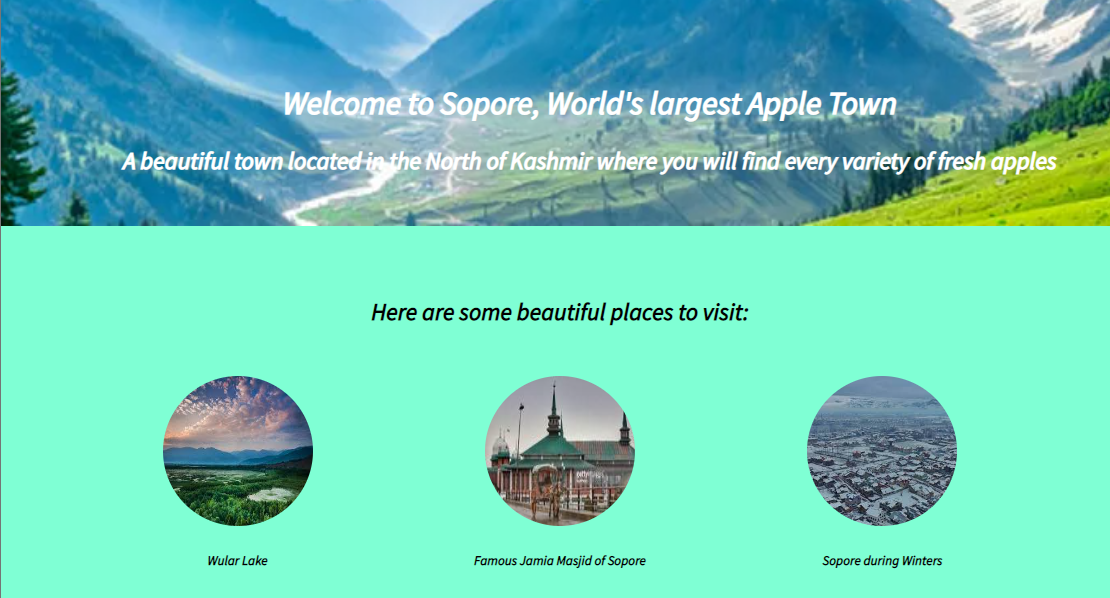 Welcome to Sopore, World's largest Apple Town
A beautiful town located in the North of Kashmir where you will find every variety of fresh apples
Here are some beautiful places to visit:
Wular Lake
Famous Jamia Masjid of Sopore
Sopore during Winters